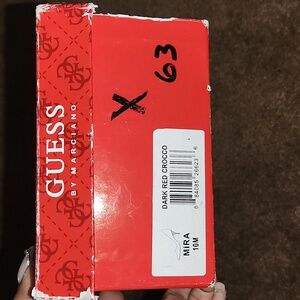 GUESS
BY MARCIANO
X
63
DARK RED CROCCO
MIRA
10M